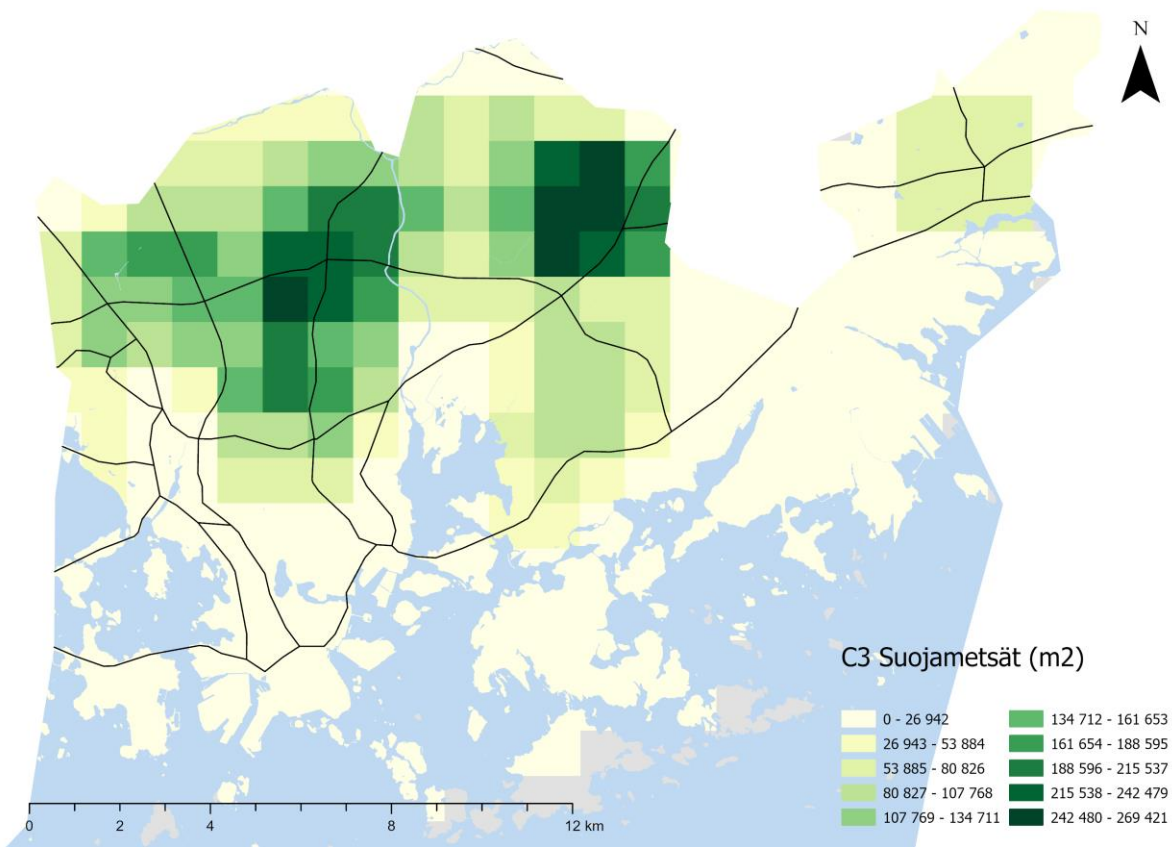 N
C3 Suojametsät (m2)
0 - 26 942
26 943 - 53 884
53 885 - 80 826
80 827 - 107 768
107 769 - 134 711
134 712 - 161 653
161 654 - 188 595
188 596 - 215 537
215 538 - 242 479
242 480 - 269 421
0 2 4 8 12 km